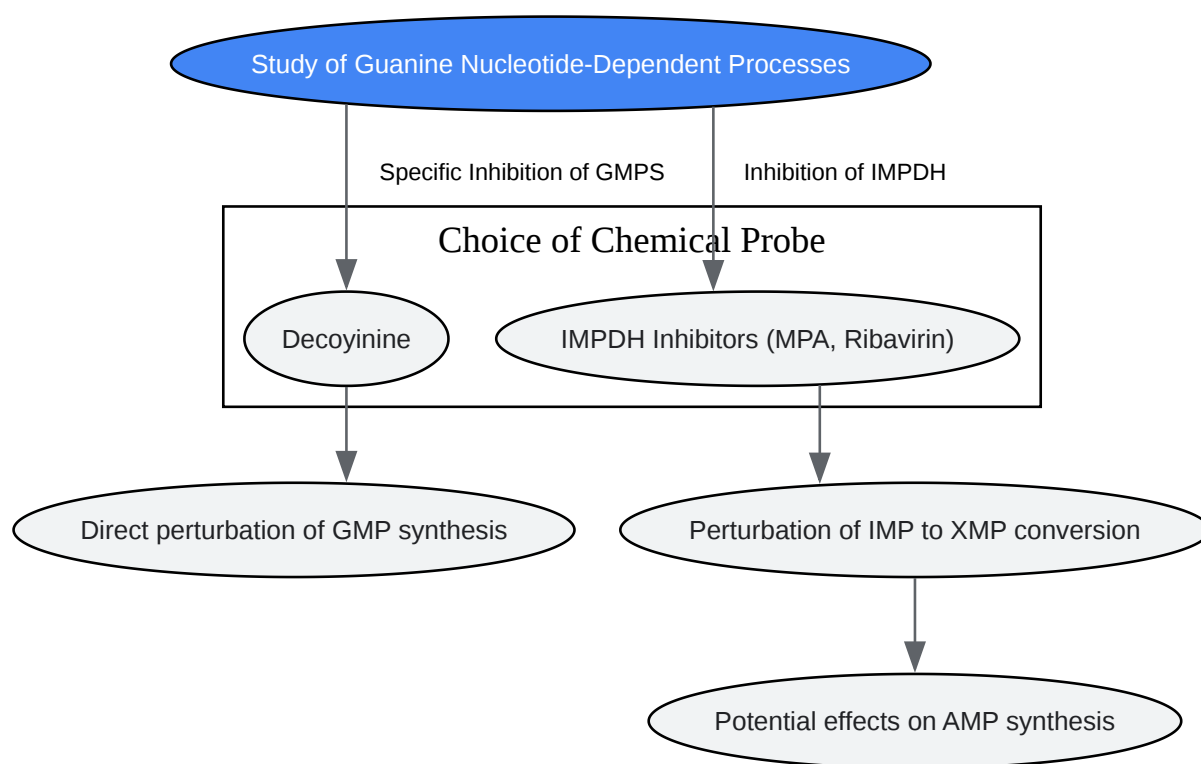 Study of Guanine Nucleotide-Dependent Processes
Specific Inhibition of GMPS
Inhibition of IMPDH
Choice of Chemical Probe
Decoyinine
IMPDH Inhibitors (MPA, Ribavirin)
Direct perturbation of GMP synthesis
Perturbation of IMP to XMP conversion
Potential effects on AMP synthesis